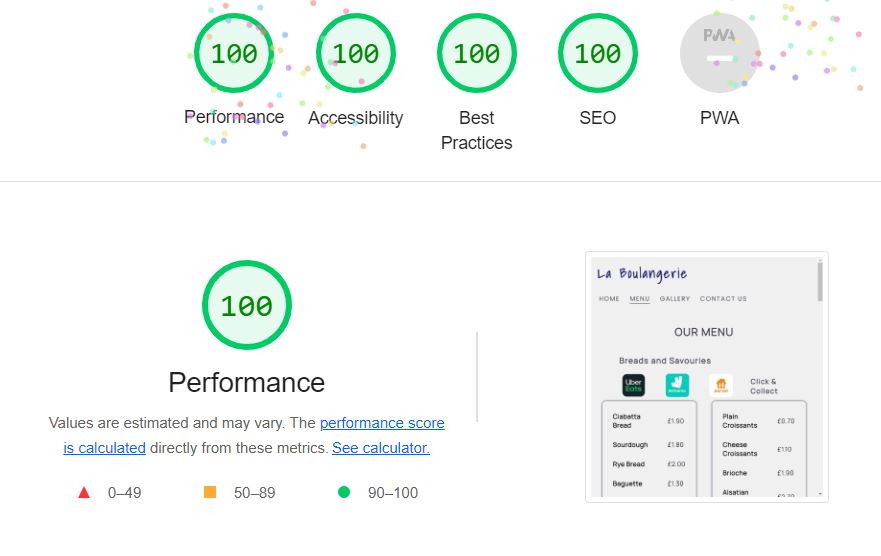 100 100 100 100 PWA
Performance Accessibility Best Practices SEO PWA
100
Performance
Values are estimated and may vary. The performance score
is calculated directly from these metrics. See calculator.
0–49 50–89 90–100
La Boulangerie
HOME MENU GALLERY CONTACT US
OUR MENU
Breads and Savouries
Uber Eats
Click & Collect
Ciabatta Bread £1.90
Sourdough £1.80
Rye Bread £2.00
Baguette £1.30
Plain Croissants £0.70
Cheese Croissants £1.10
Brioche £1.90
Alsatian